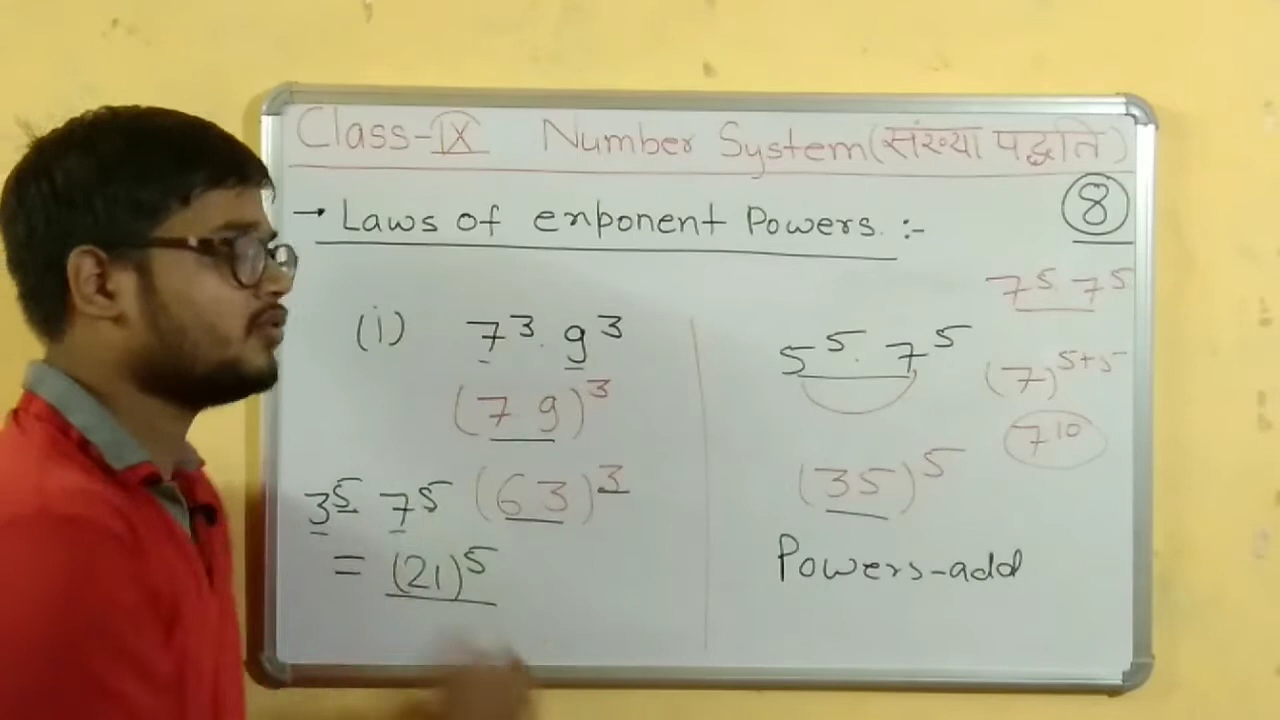 Class-IX Number System (संख्या पद्धति)
→ Laws of enponent Powers. :-
8
(i) 7³. 9³
(7 9)³
(63)³
3⁵ 7⁵
= (21)⁵
5⁵. 7⁵
(35)⁵
Powers-add
7⁵. 7⁵
(7)⁵⁺⁵
7¹⁰